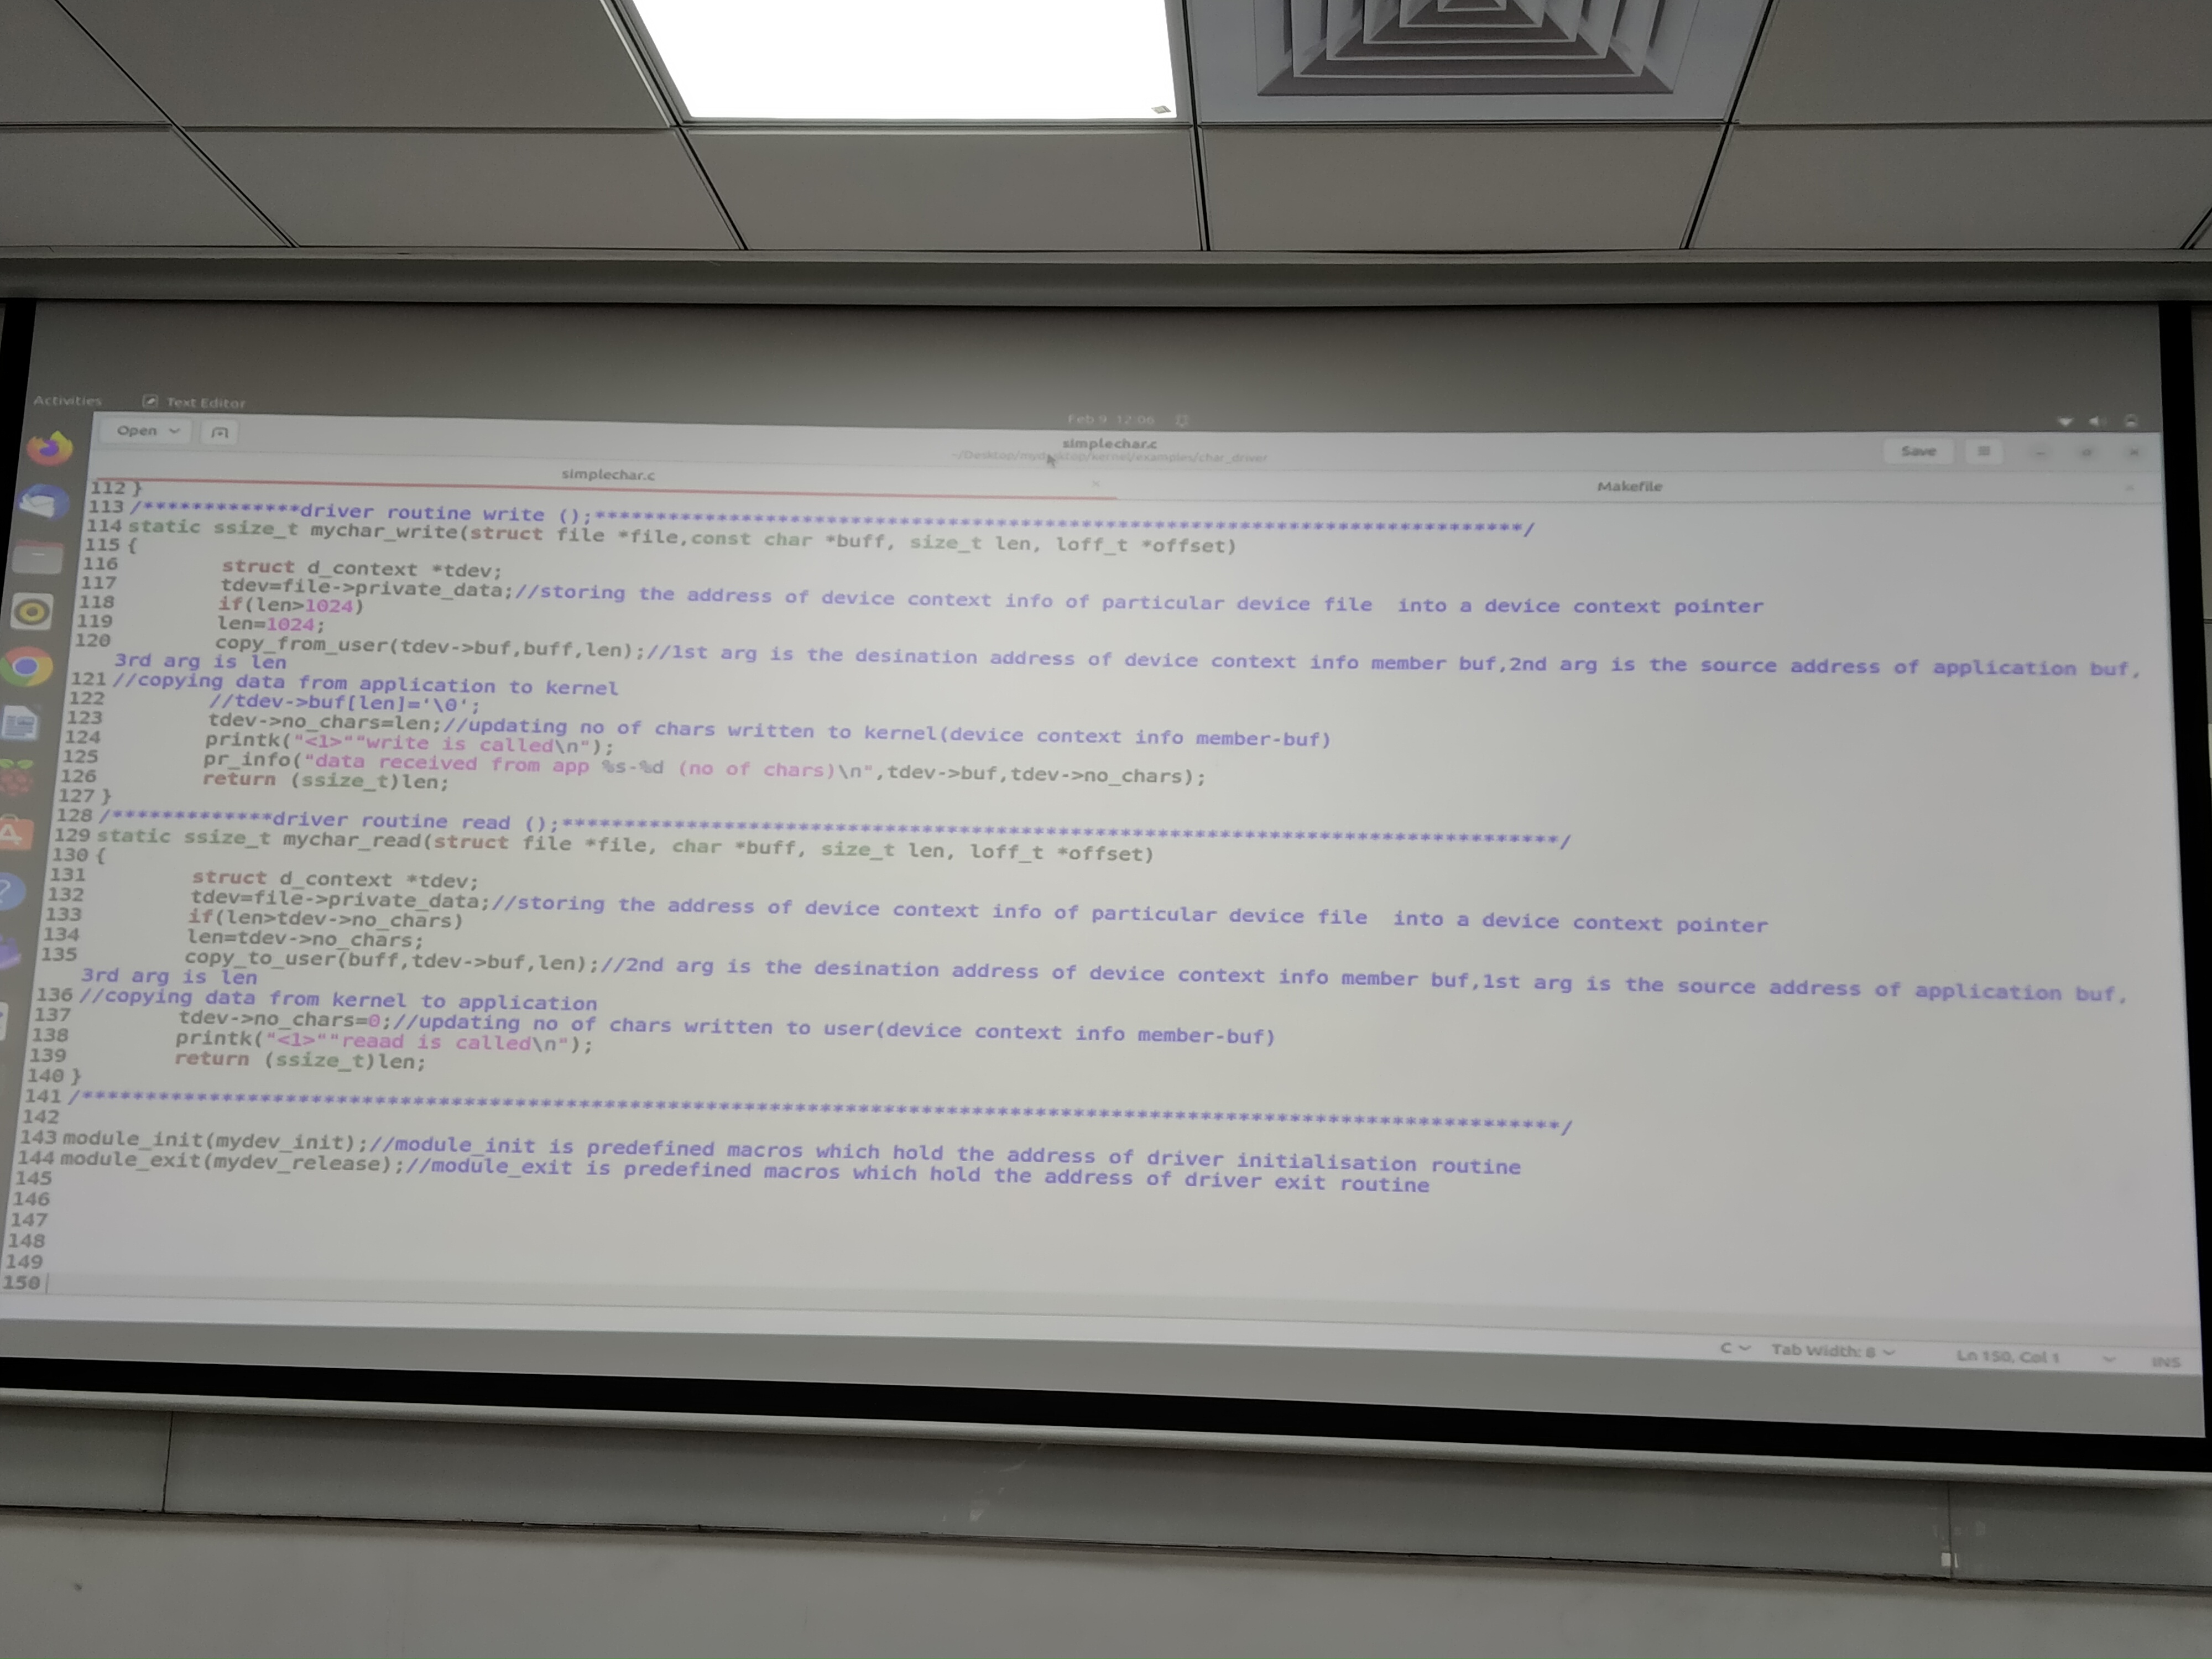 Activities
Text Editor
Feb 9 12:06
Open
simplechar.c
~/Desktop/mydesktop/kernel/examples/char_driver
Save
simplechar.c
Makefile
112 }
113 /*************driver routine write ();*****************************************************************************/
114 static ssize_t mychar_write(struct file *file,const char *buff, size_t len, loff_t *offset)
115 {
116         struct d_context *tdev;
117         tdev=file->private_data;//storing the address of device context info of particular device file  into a device context pointer
118         if(len>1024)
119         len=1024;
120         copy_from_user(tdev->buf,buff,len);//1st arg is the desination address of device context info member buf,2nd arg is the source address of application buf,
3rd arg is len
121 //copying data from application to kernel
122         //tdev->buf[len]='\0';
123         tdev->no_chars=len;//updating no of chars written to kernel(device context info member-buf)
124         printk("<1>""write is called\n");
125         pr_info("data received from app %s-%d (no of chars)\n",tdev->buf,tdev->no_chars);
126         return (ssize_t)len;
127 }
128 /*************driver routine read ();*******************************************************************************/
129 static ssize_t mychar_read(struct file *file, char *buff, size_t len, loff_t *offset)
130 {
131         struct d_context *tdev;
132         tdev=file->private_data;//storing the address of device context info of particular device file  into a device context pointer
133         if(len>tdev->no_chars)
134         len=tdev->no_chars;
135         copy_to_user(buff,tdev->buf,len);//2nd arg is the desination address of device context info member buf,1st arg is the source address of application buf,
3rd arg is len
136 //copying data from kernel to application
137         tdev->no_chars=0;//updating no of chars written to user(device context info member-buf)
138         printk("<1>""reaad is called\n");
139         return (ssize_t)len;
140 }
141 /**********************************************************************************************************************/
142
143 module_init(mydev_init);//module_init is predefined macros which hold the address of driver initialisation routine
144 module_exit(mydev_release);//module_exit is predefined macros which hold the address of driver exit routine
145
146
147
148
149
150
C
Tab Width: 8
Ln 150, Col 1
INS